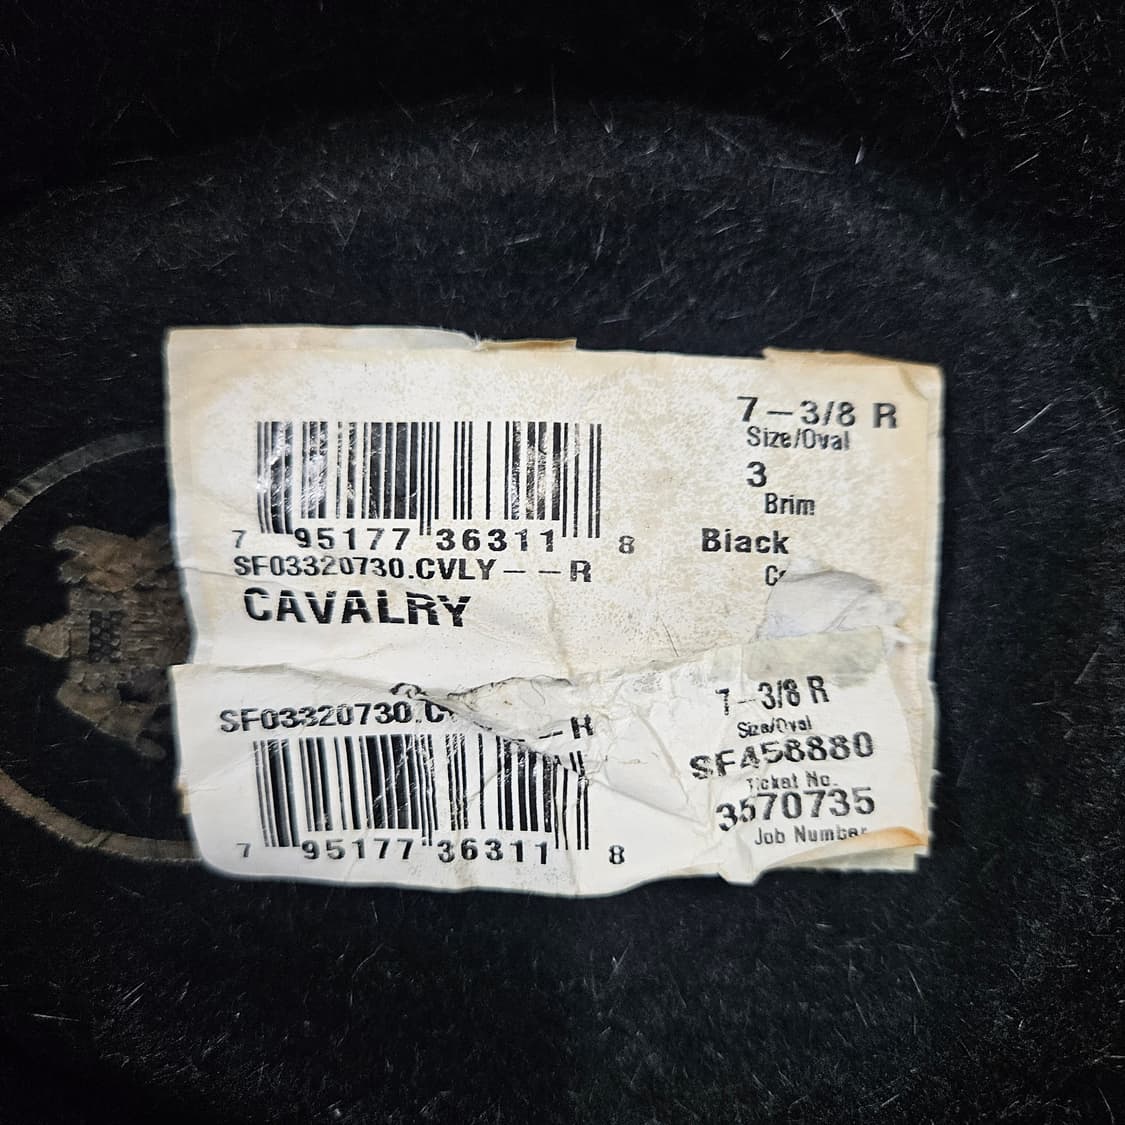 7-3/8 R
Size/Oval
3
Brim
Black
7 95177 36311 8
SF03320730.CVLY--R
CAVALRY
7-3/8 R
Size/Oval
SF458880
Ticket No.
3570735
Job Number
SF03320730.C
7 95177 36311 8